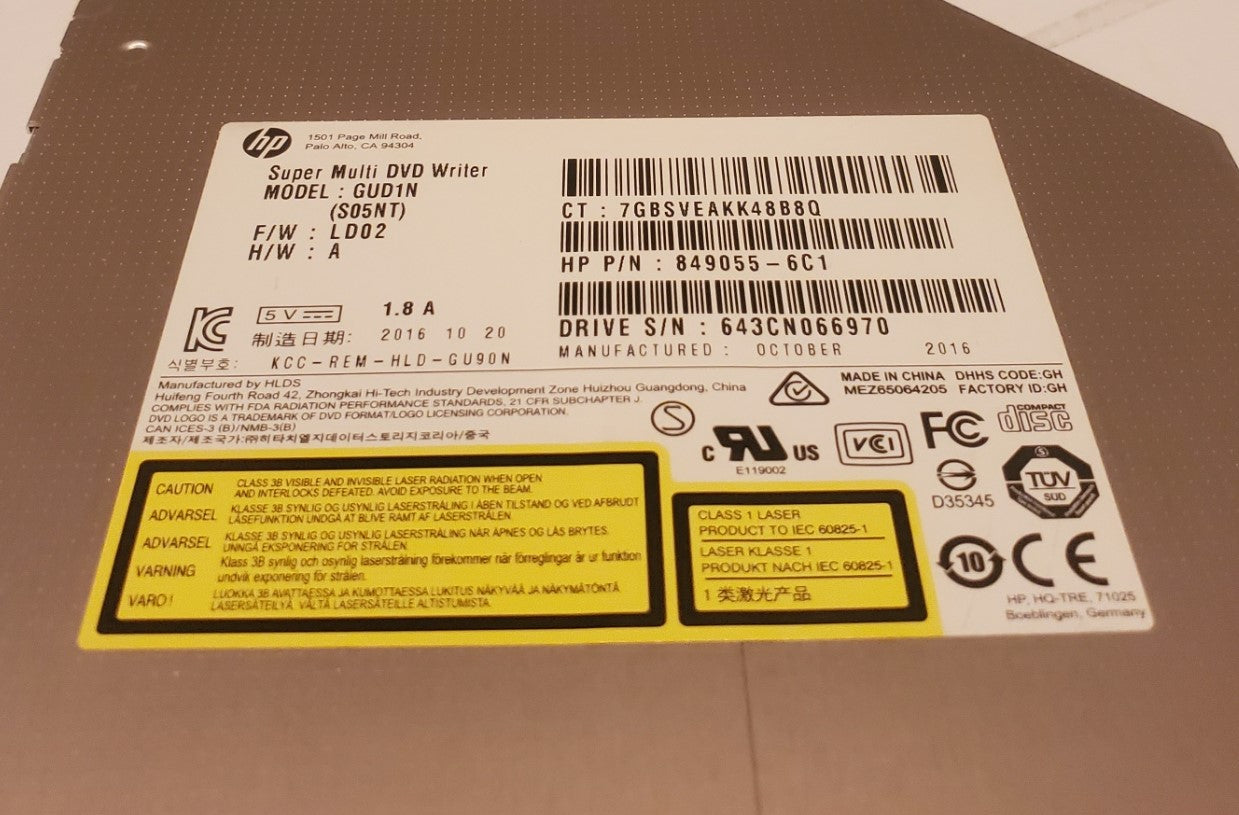 hp
1501 Page Mill Road,
Palo Alto, CA 94304
Super Multi DVD Writer
MODEL : GUD1N
(S05NT)
F/W : LD02
H/W : A
CT : 7GBSVEAKK48B8Q
HP P/N : 849055-6C1
DRIVE S/N : 643CN066970
MANUFACTURED : OCTOBER 2016
5 V
1.8 A
制造日期: 2016 10 20
식별부호: KCC-REM-HLD-GU90N
Manufactured by HLDS
Huifeng Fourth Road 42, Zhongkai Hi-Tech Industry Development Zone Huizhou Guangdong, China
COMPLIES WITH FDA RADIATION PERFORMANCE STANDARDS, 21 CFR SUBCHAPTER J.
DVD LOGO IS A TRADEMARK OF DVD FORMAT/LOGO LICENSING CORPORATION.
CAN ICES-3 (B)/NMB-3(B)
제조자/제조국가:㈜히타치엘지데이터스토리지코리아/중국
MADE IN CHINA DHHS CODE:GH
MEZ65064205 FACTORY ID:GH
S
C US
E119002
VCCI
FC
COMPACT
disc
D35345
TÜV
SUD
10
CE
HP, HQ-TRE, 71025
Boeblingen, Germany
CAUTION CLASS 3B VISIBLE AND INVISIBLE LASER RADIATION WHEN OPEN
AND INTERLOCKS DEFEATED. AVOID EXPOSURE TO THE BEAM.
ADVARSEL KLASSE 3B SYNLIG OG USYNLIG LASERSTRÅLING I ÅBEN TILSTAND OG VED AFBRUDT
LÅSEFUNKTION UNDGÅ AT BLIVE RAMT AF LASERSTRÅLEN.
ADVARSEL KLASSE 3B SYNLIG OG USYNLIG LASERSTRÅLING NÅR ÅPNES OG LÅS BRYTES.
UNNGÅ EKSPONERING FOR STRÅLEN.
VARNING Klass 3B synlig och osynlig laserstrålning förekommer när förreglingar är ur funktion
undvik exponering för strålen.
VARO! LUOKKA 3B AVATTAESSA JA KUMOTTAESSA LUKITUS NÄKYVÄÄ JA NÄKYMÄTÖNTÄ
LASERSÄTEILYÄ, VÄLTÄ LASERSÄTEILLE ALTISTUMISTA.
CLASS 1 LASER
PRODUCT TO IEC 60825-1
LASER KLASSE 1
PRODUKT NACH IEC 60825-1
1 类激光产品